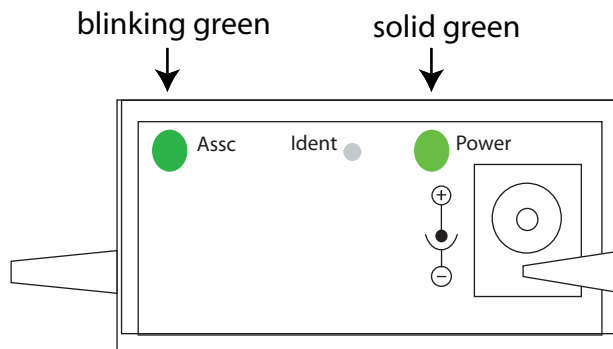 blinking green
solid green
Assc
Ident
Power
+
−